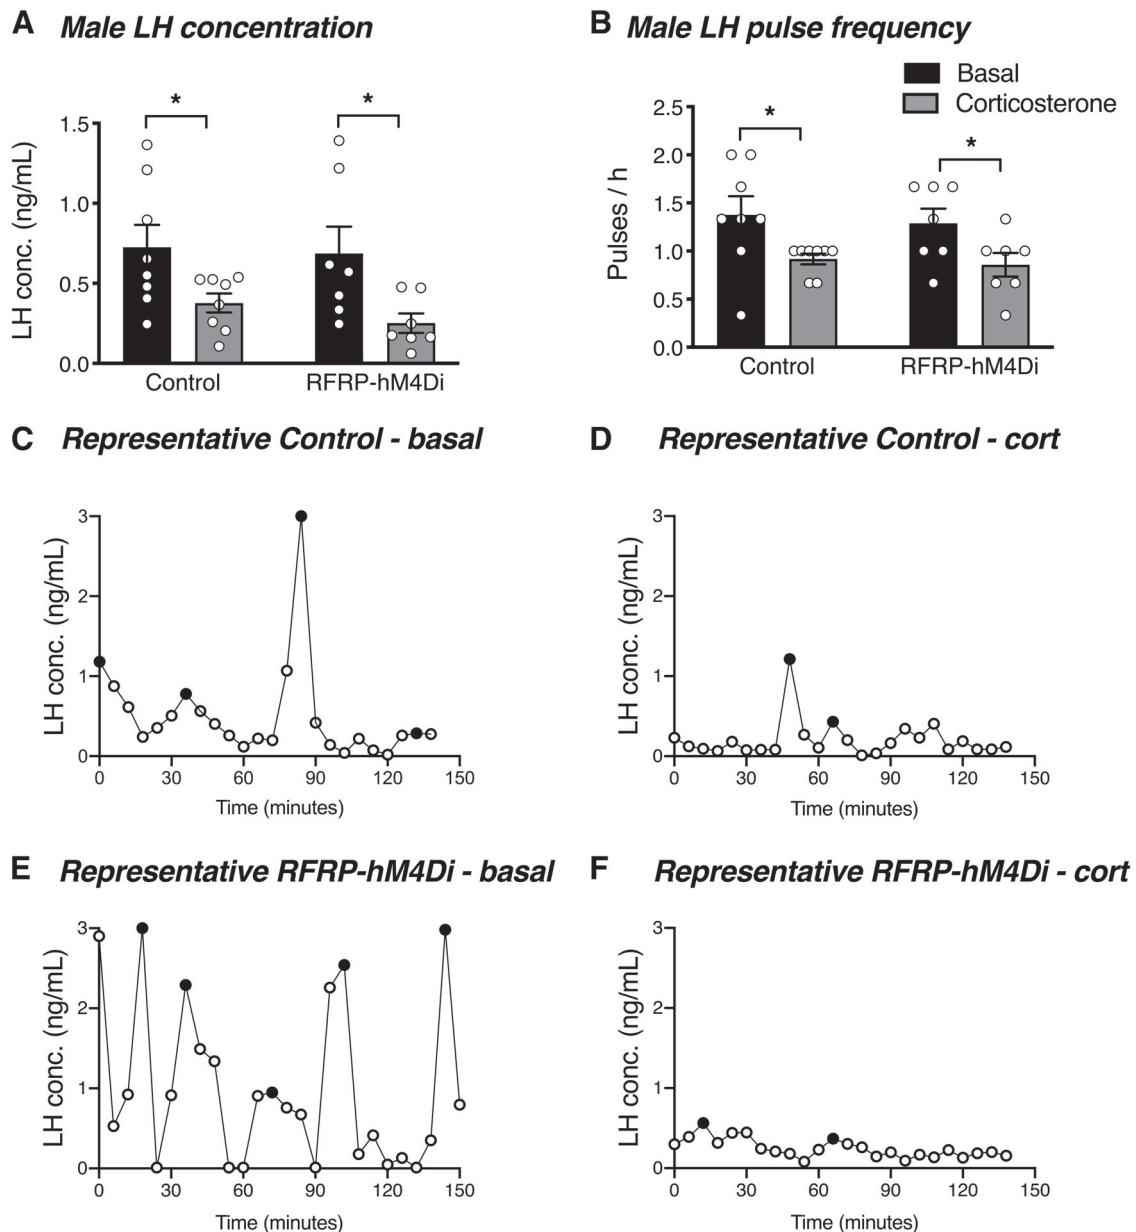 A Male LH concentration
B Male LH pulse frequency
Basal
Corticosterone
LH conc. (ng/mL)
1.5
1.0
0.5
0.0
*
*
Control
RFRP-hM4Di
Pulses / h
2.5
2.0
1.5
1.0
0.5
0.0
*
*
Control
RFRP-hM4Di
C Representative Control - basal
LH conc. (ng/mL)
3
2
1
0
0 30 60 90 120 150
Time (minutes)
D Representative Control - cort
LH conc. (ng/mL)
3
2
1
0
0 30 60 90 120 150
Time (minutes)
E Representative RFRP-hM4Di - basal
LH conc. (ng/mL)
3
2
1
0
0 30 60 90 120 150
Time (minutes)
F Representative RFRP-hM4Di - cort
LH conc. (ng/mL)
3
2
1
0
0 30 60 90 120 150
Time (minutes)